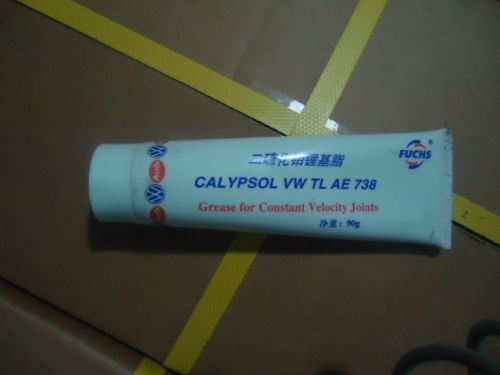 二硫化钼锂基脂
CALYPSOL VW TL AE 738
Grease for Constant Velocity Joints
净重: 90g
FUCHS
®
Audi